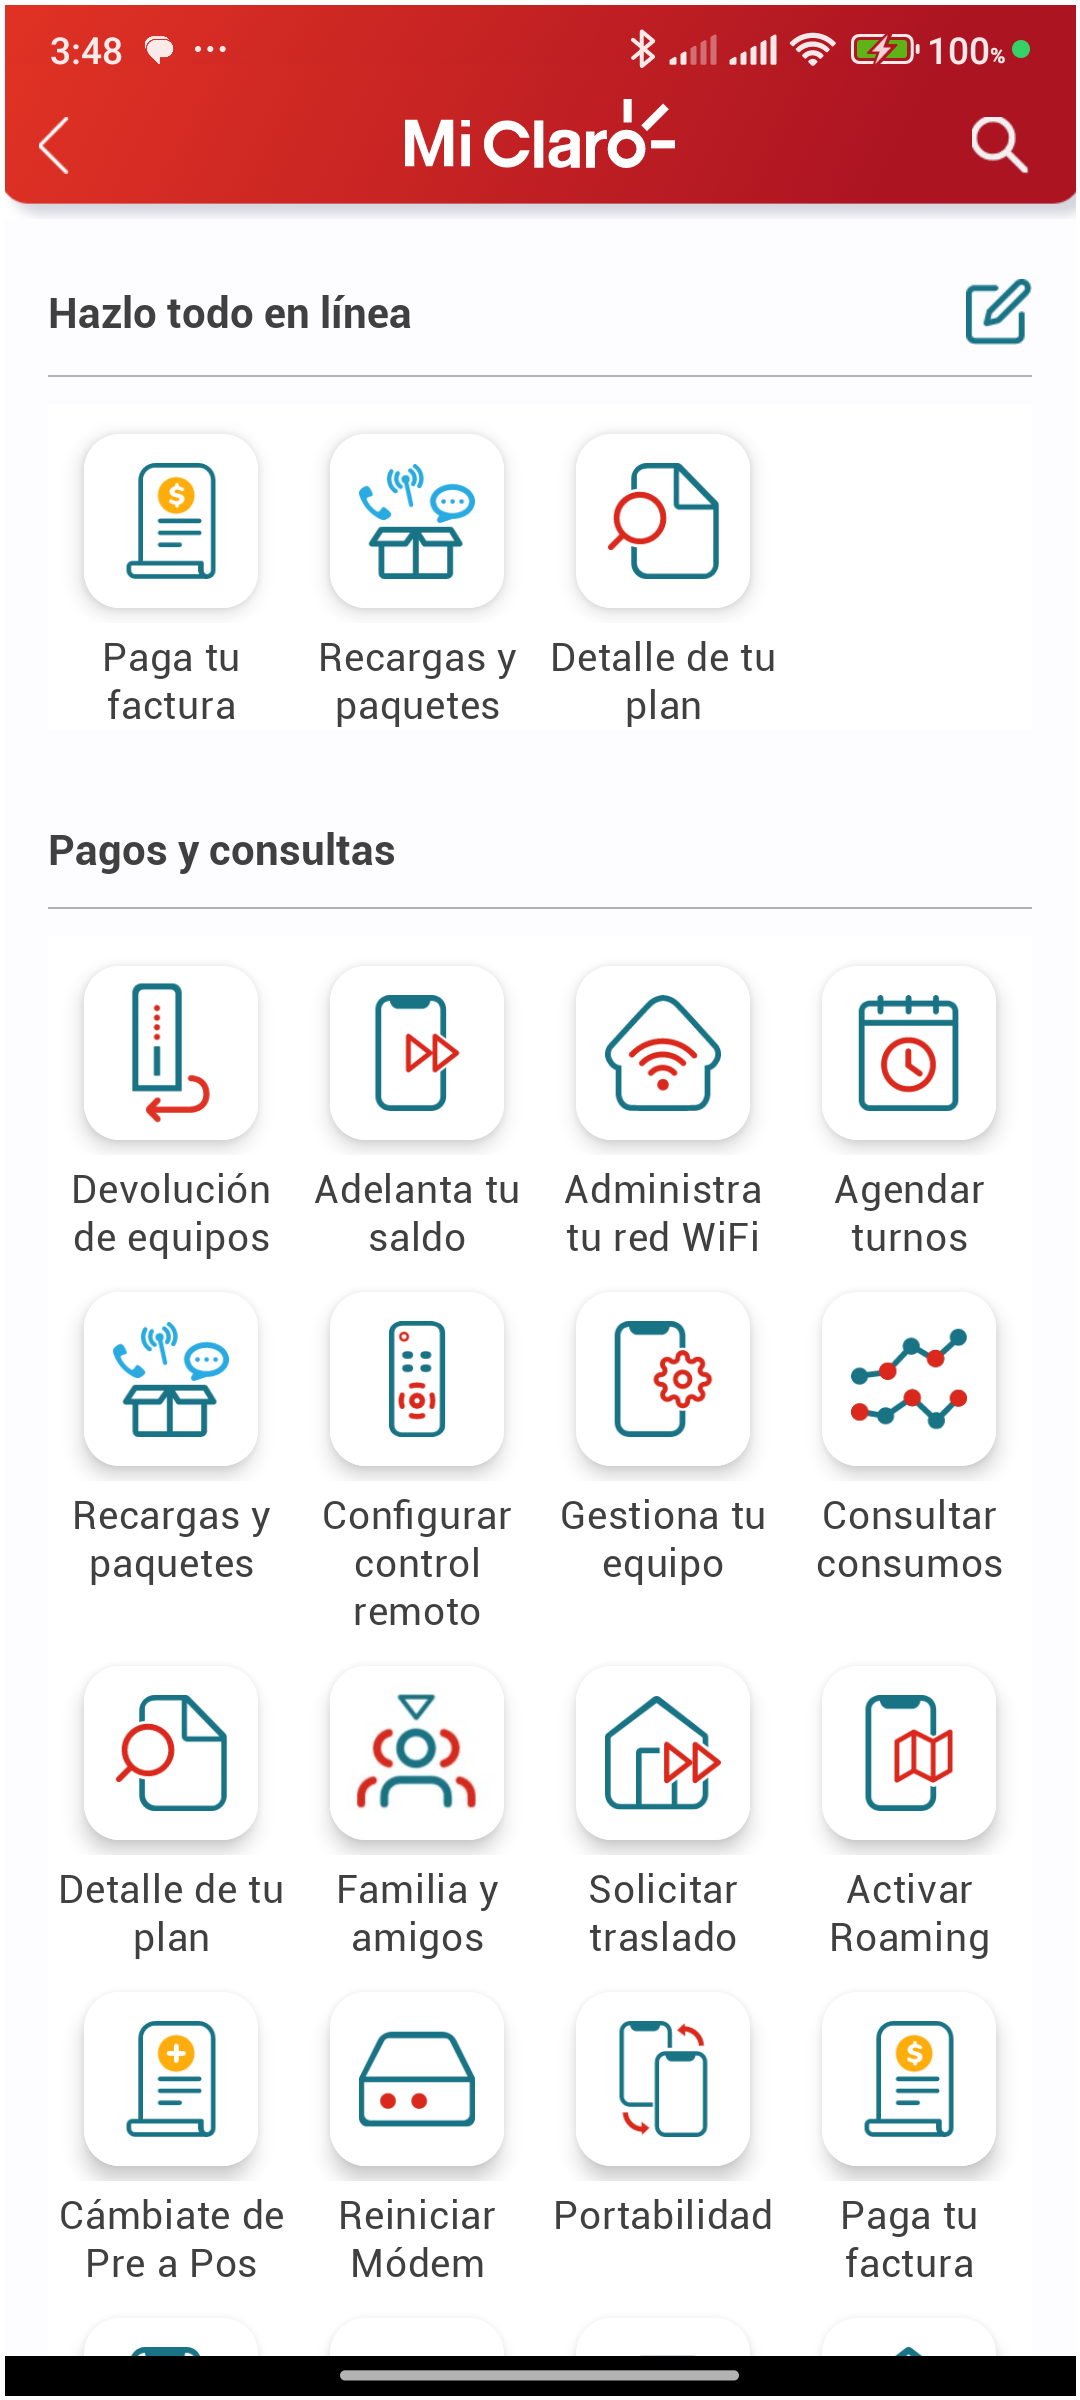 3:48 100%
Mi Claro
Hazlo todo en línea
Paga tu factura
Recargas y paquetes
Detalle de tu plan
Pagos y consultas
Devolución de equipos
Adelanta tu saldo
Administra tu red WiFi
Agendar turnos
Recargas y paquetes
Configurar control remoto
Gestiona tu equipo
Consultar consumos
Detalle de tu plan
Familia y amigos
Solicitar traslado
Activar Roaming
Cámbiate de Pre a Pos
Reiniciar Módem
Portabilidad
Paga tu factura